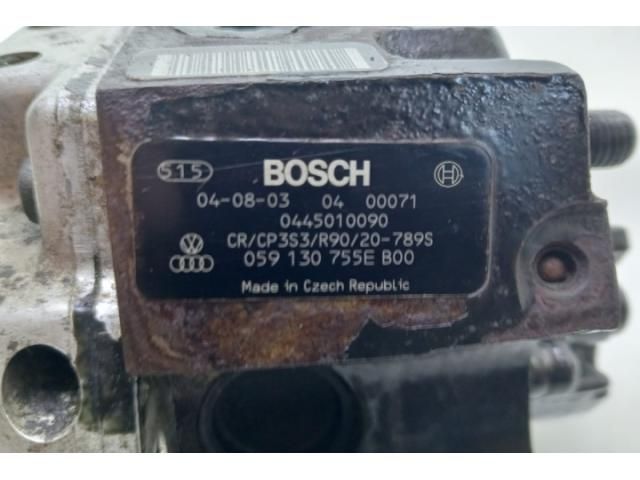 515 BOSCH
04-08-03 04 00071
0445010090
CR/CP3S3/R90/20-789S
059 130 755E B00
Made in Czech Republic